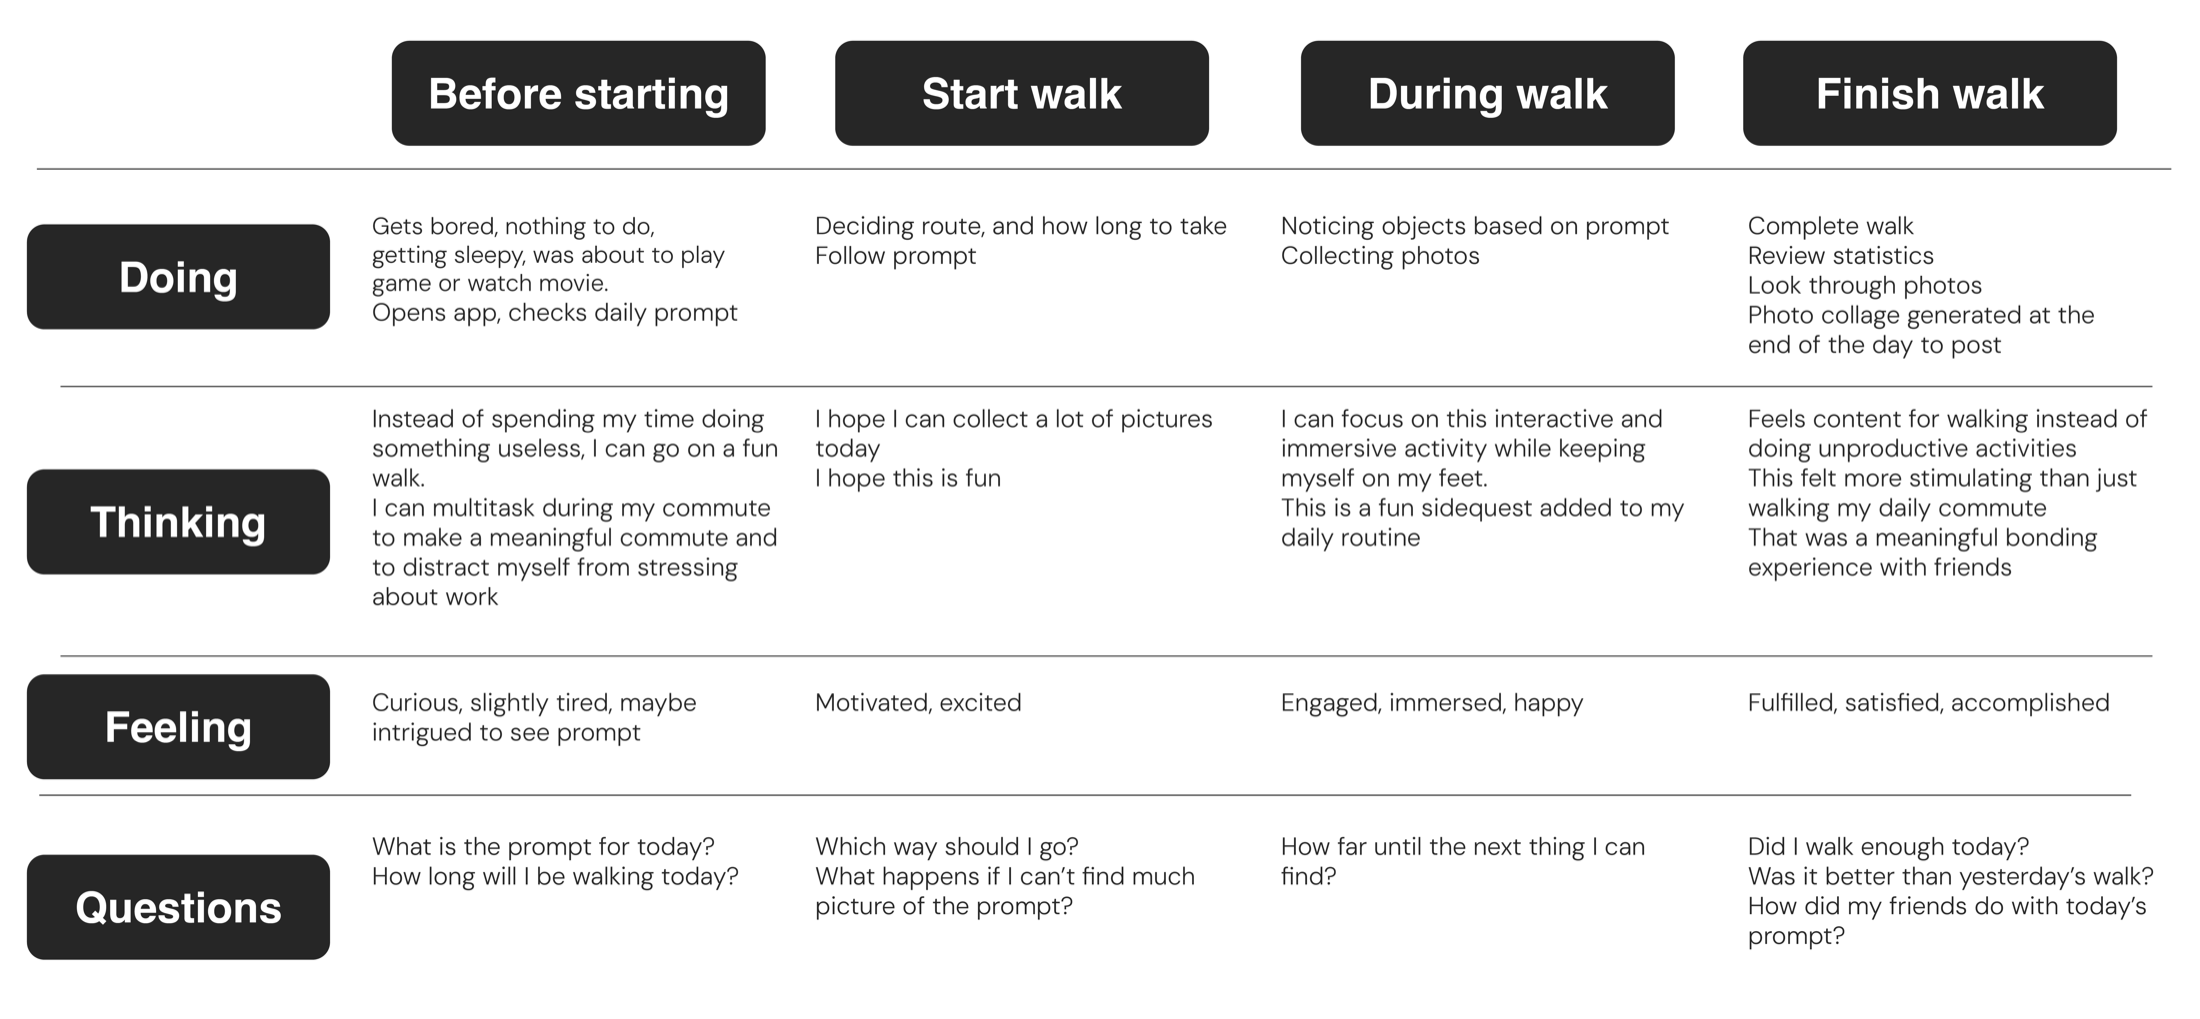 Before starting
Start walk
During walk
Finish walk
Doing
Gets bored, nothing to do,
getting sleepy, was about to play
game or watch movie.
Opens app, checks daily prompt
Deciding route, and how long to take
Follow prompt
Noticing objects based on prompt
Collecting photos
Complete walk
Review statistics
Look through photos
Photo collage generated at the
end of the day to post
Thinking
Instead of spending my time doing
something useless, I can go on a fun
walk.
I can multitask during my commute
to make a meaningful commute and
to distract myself from stressing
about work
I hope I can collect a lot of pictures
today
I hope this is fun
I can focus on this interactive and
immersive activity while keeping
myself on my feet.
This is a fun sidequest added to my
daily routine
Feels content for walking instead of
doing unproductive activities
This felt more stimulating than just
walking my daily commute
That was a meaningful bonding
experience with friends
Feeling
Curious, slightly tired, maybe
intrigued to see prompt
Motivated, excited
Engaged, immersed, happy
Fulfilled, satisfied, accomplished
Questions
What is the prompt for today?
How long will I be walking today?
Which way should I go?
What happens if I can't find much
picture of the prompt?
How far until the next thing I can
find?
Did I walk enough today?
Was it better than yesterday's walk?
How did my friends do with today's
prompt?